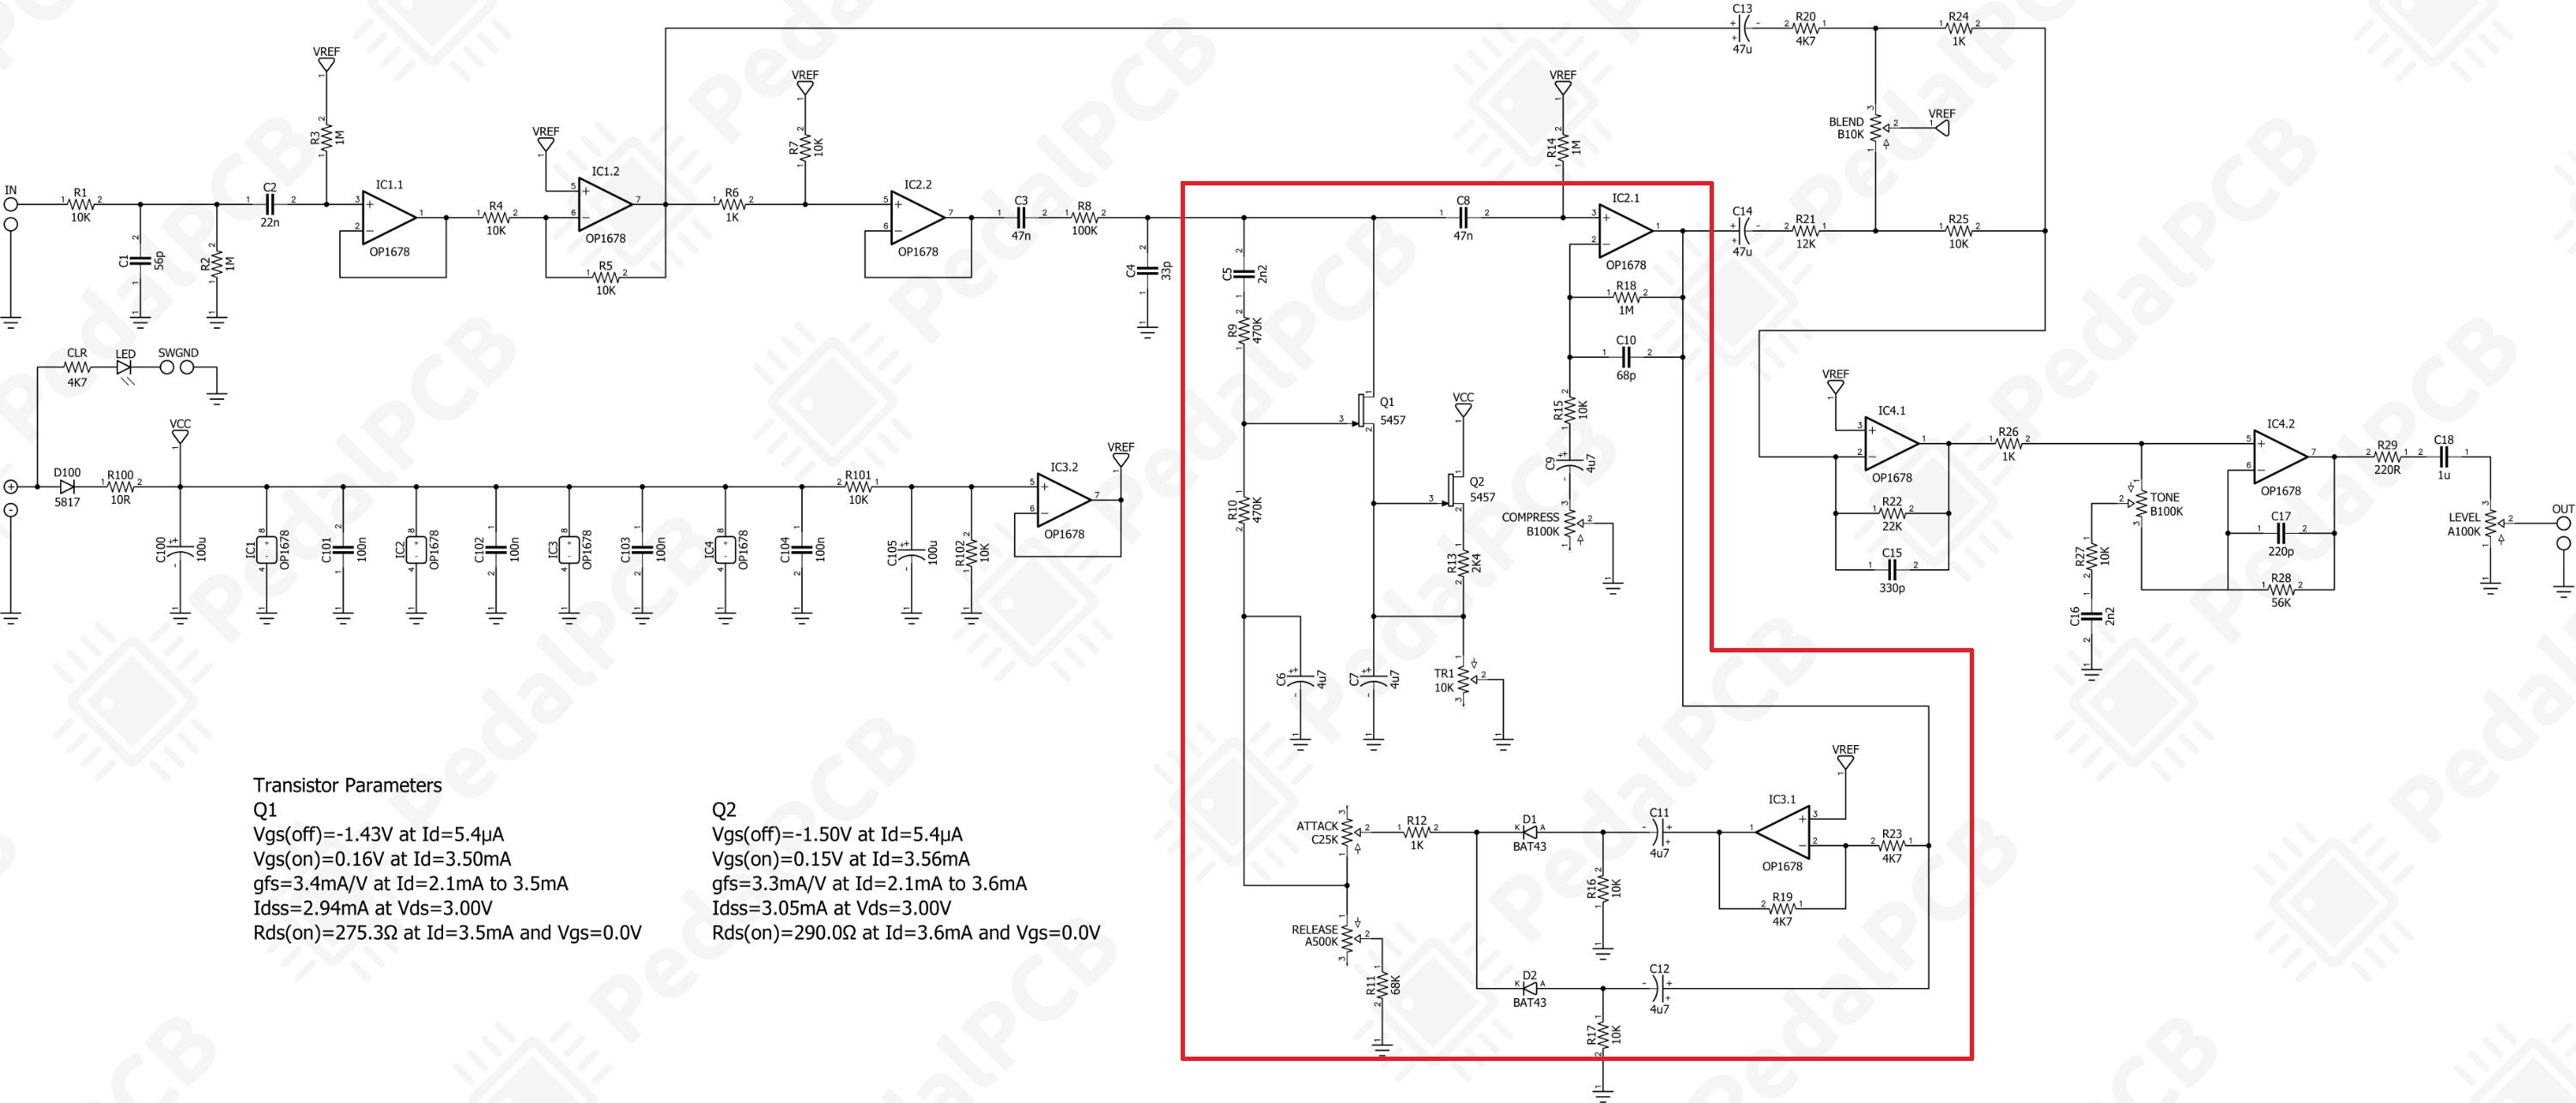 C13
47u
R20
4K7
R24
1K
VREF
R3
1M
VREF
R7
10K
VREF
R14
1M
BLEND
B10K
VREF
VREF
IN
R1
10K
C2
22n
IC1.1
OP1678
R4
10K
IC1.2
OP1678
R6
1K
IC2.2
OP1678
C3
47n
R8
100K
C8
47n
IC2.1
OP1678
C14
47u
R21
12K
R25
10K
C1
56p
R2
1M
R5
10K
C4
33p
C5
2n2
R9
470K
R18
1M
C10
68p
CLR
4K7
LED
SWGND
Q1
5457
VCC
R15
10K
C9
4u7
VREF
IC4.1
OP1678
R26
1K
IC4.2
OP1678
R29
220R
C18
1u
VCC
D100
5817
R100
10R
R101
10K
VREF
IC3.2
OP1678
R10
470K
Q2
5457
COMPRESS
B100K
R22
22K
C15
330p
TONE
B100K
C17
220p
R28
56K
LEVEL
A100K
OUT
C100
100u
IC1
OP1678
C101
100n
IC2
OP1678
C102
100n
IC3
OP1678
C103
100n
IC4
OP1678
C104
100n
C105
100u
R102
10K
R13
2K4
R27
10K
C16
2n2
C6
4u7
C7
4u7
TR1
10K
VREF
Transistor Parameters
Q1
Vgs(off)=-1.43V at Id=5.4µA
Vgs(on)=0.16V at Id=3.50mA
gfs=3.4mA/V at Id=2.1mA to 3.5mA
Idss=2.94mA at Vds=3.00V
Rds(on)=275.3Ω at Id=3.5mA and Vgs=0.0V
Q2
Vgs(off)=-1.50V at Id=5.4µA
Vgs(on)=0.15V at Id=3.56mA
gfs=3.3mA/V at Id=2.1mA to 3.6mA
Idss=3.05mA at Vds=3.00V
Rds(on)=290.0Ω at Id=3.6mA and Vgs=0.0V
ATTACK
C25K
R12
1K
D1
BAT43
C11
4u7
IC3.1
OP1678
R23
4K7
R16
10K
R19
4K7
RELEASE
A500K
R11
68K
D2
BAT43
C12
4u7
R17
10K
PedalPCB